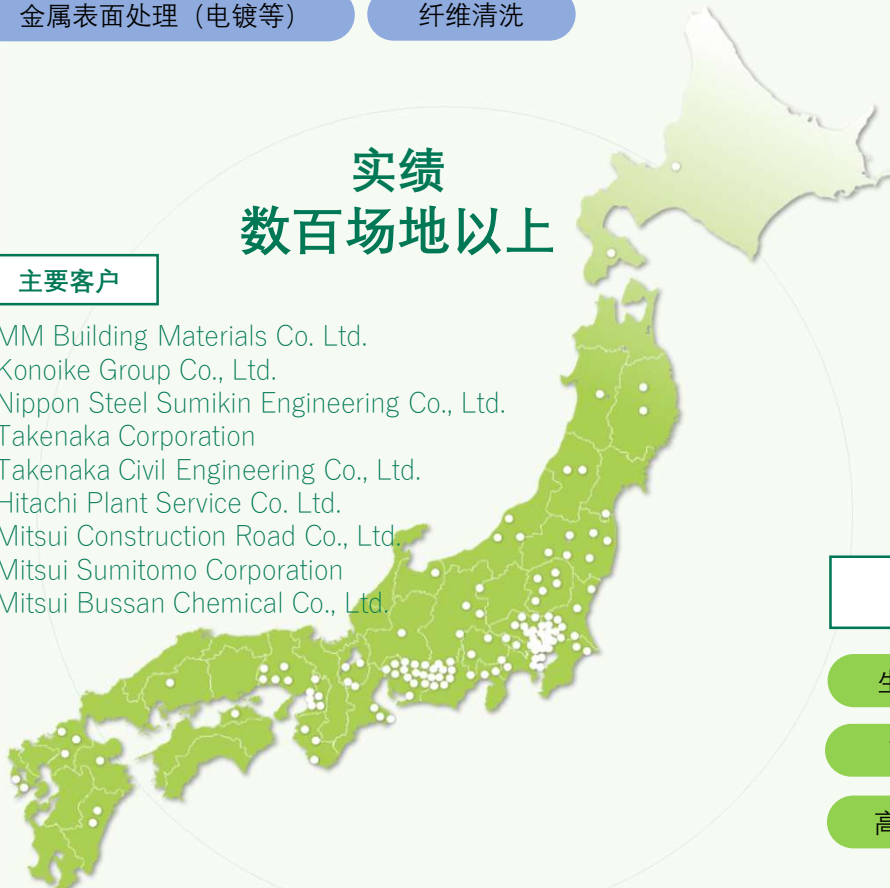 金属表面处理（电镀等）
纤维清洗
实绩
数百场地以上
主要客户
MM Building Materials Co. Ltd.
Konoike Group Co., Ltd.
Nippon Steel Sumikin Engineering Co., Ltd.
Takenaka Corporation
Takenaka Civil Engineering Co., Ltd.
Hitachi Plant Service Co. Ltd.
Mitsui Construction Road Co., Ltd.
Mitsui Sumitomo Corporation
Mitsui Bussan Chemical Co., Ltd.
高